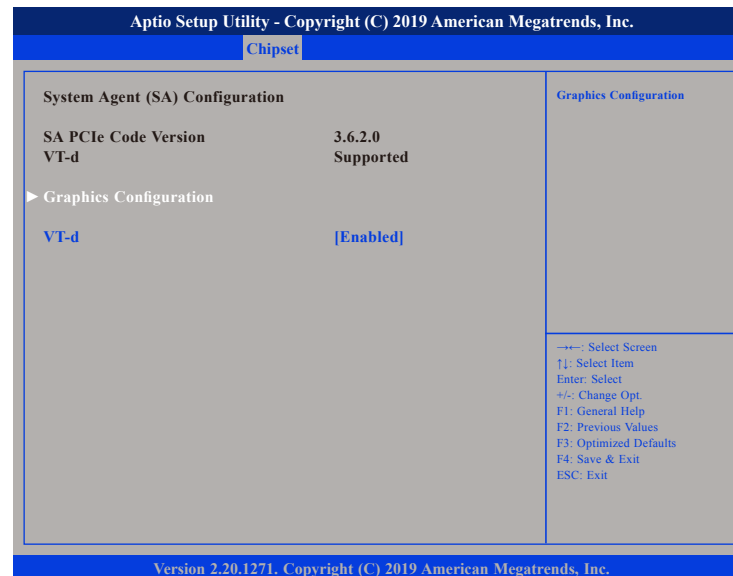 Aptio Setup Utility - Copyright (C) 2019 American Megatrends, Inc.
Chipset
System Agent (SA) Configuration
SA PCIe Code Version 3.6.2.0
VT-d Supported
► Graphics Configuration
VT-d [Enabled]
Graphics Configuration
→←: Select Screen
↑↓: Select Item
Enter: Select
+/-: Change Opt.
F1: General Help
F2: Previous Values
F3: Optimized Defaults
F4: Save & Exit
ESC: Exit
Version 2.20.1271. Copyright (C) 2019 American Megatrends, Inc.